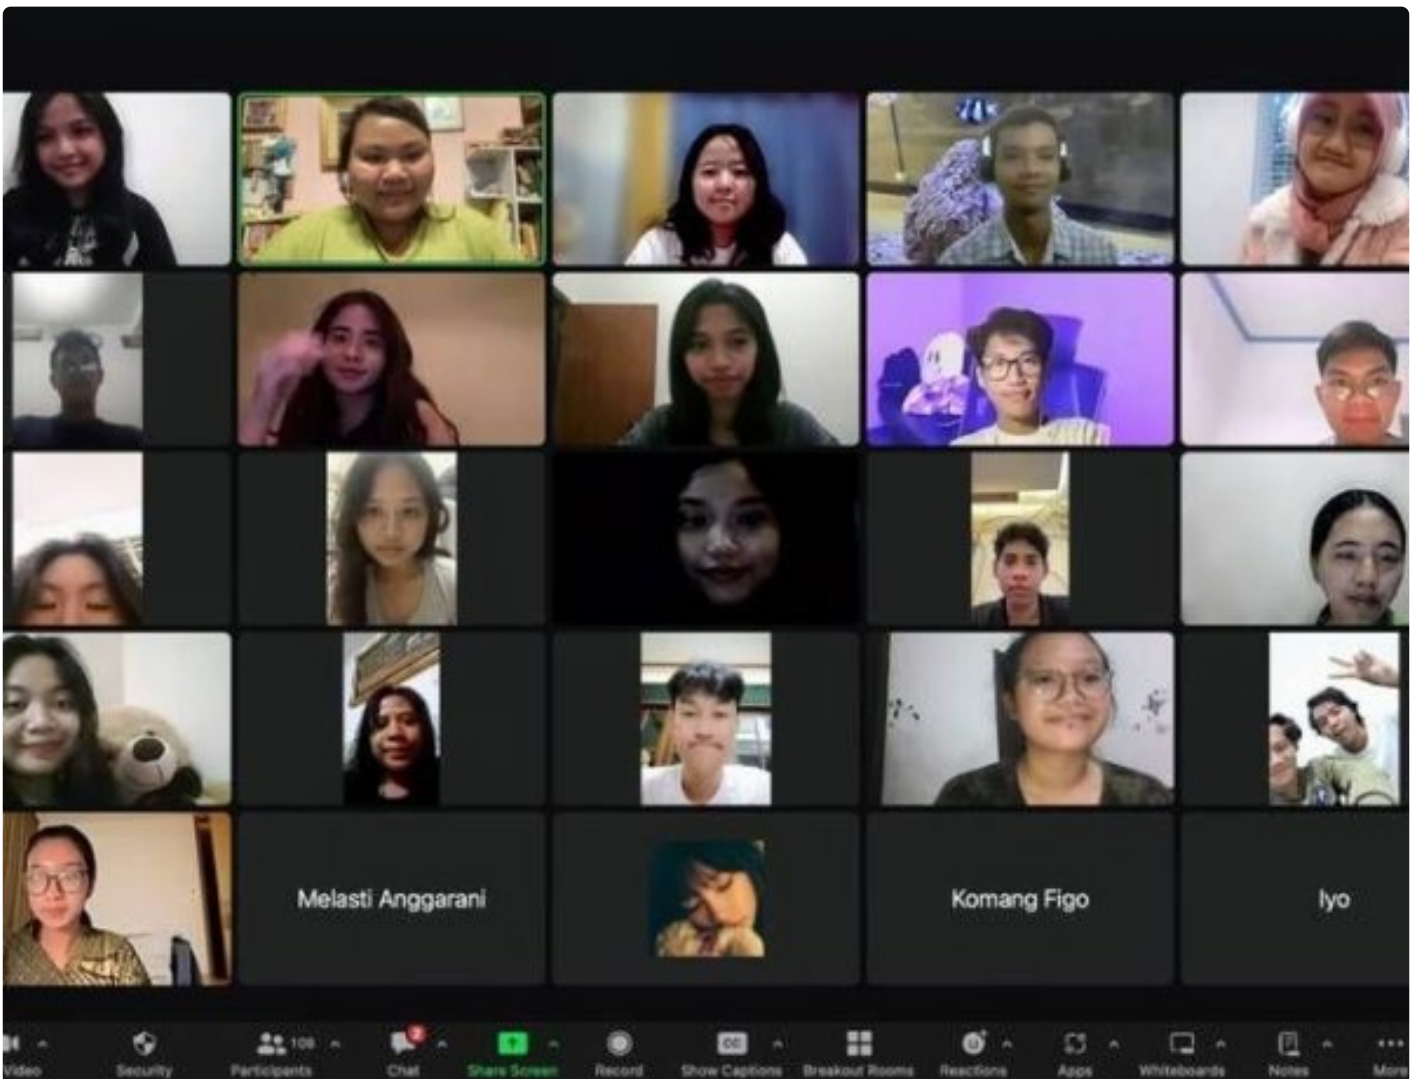 Melasti Anggarani
Komang Figo
Iyo
108
2
CC
Video
Security
Participants
Chat
Share Screen
Record
Show Captions
Breakout Rooms
Reactions
Apps
Whiteboards
Notes
More